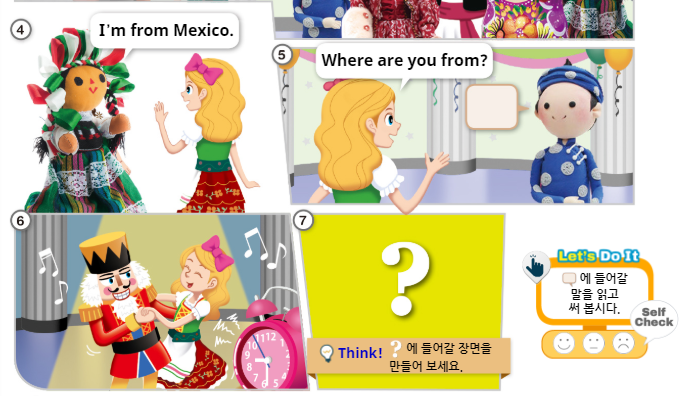 4
I'm from Mexico.
5
Where are you from?
6
7
?
Think! ? 에 들어갈 장면을
만들어 보세요.
Let's Do It
에 들어갈
말을 읽고
써 봅시다.
Self
Check